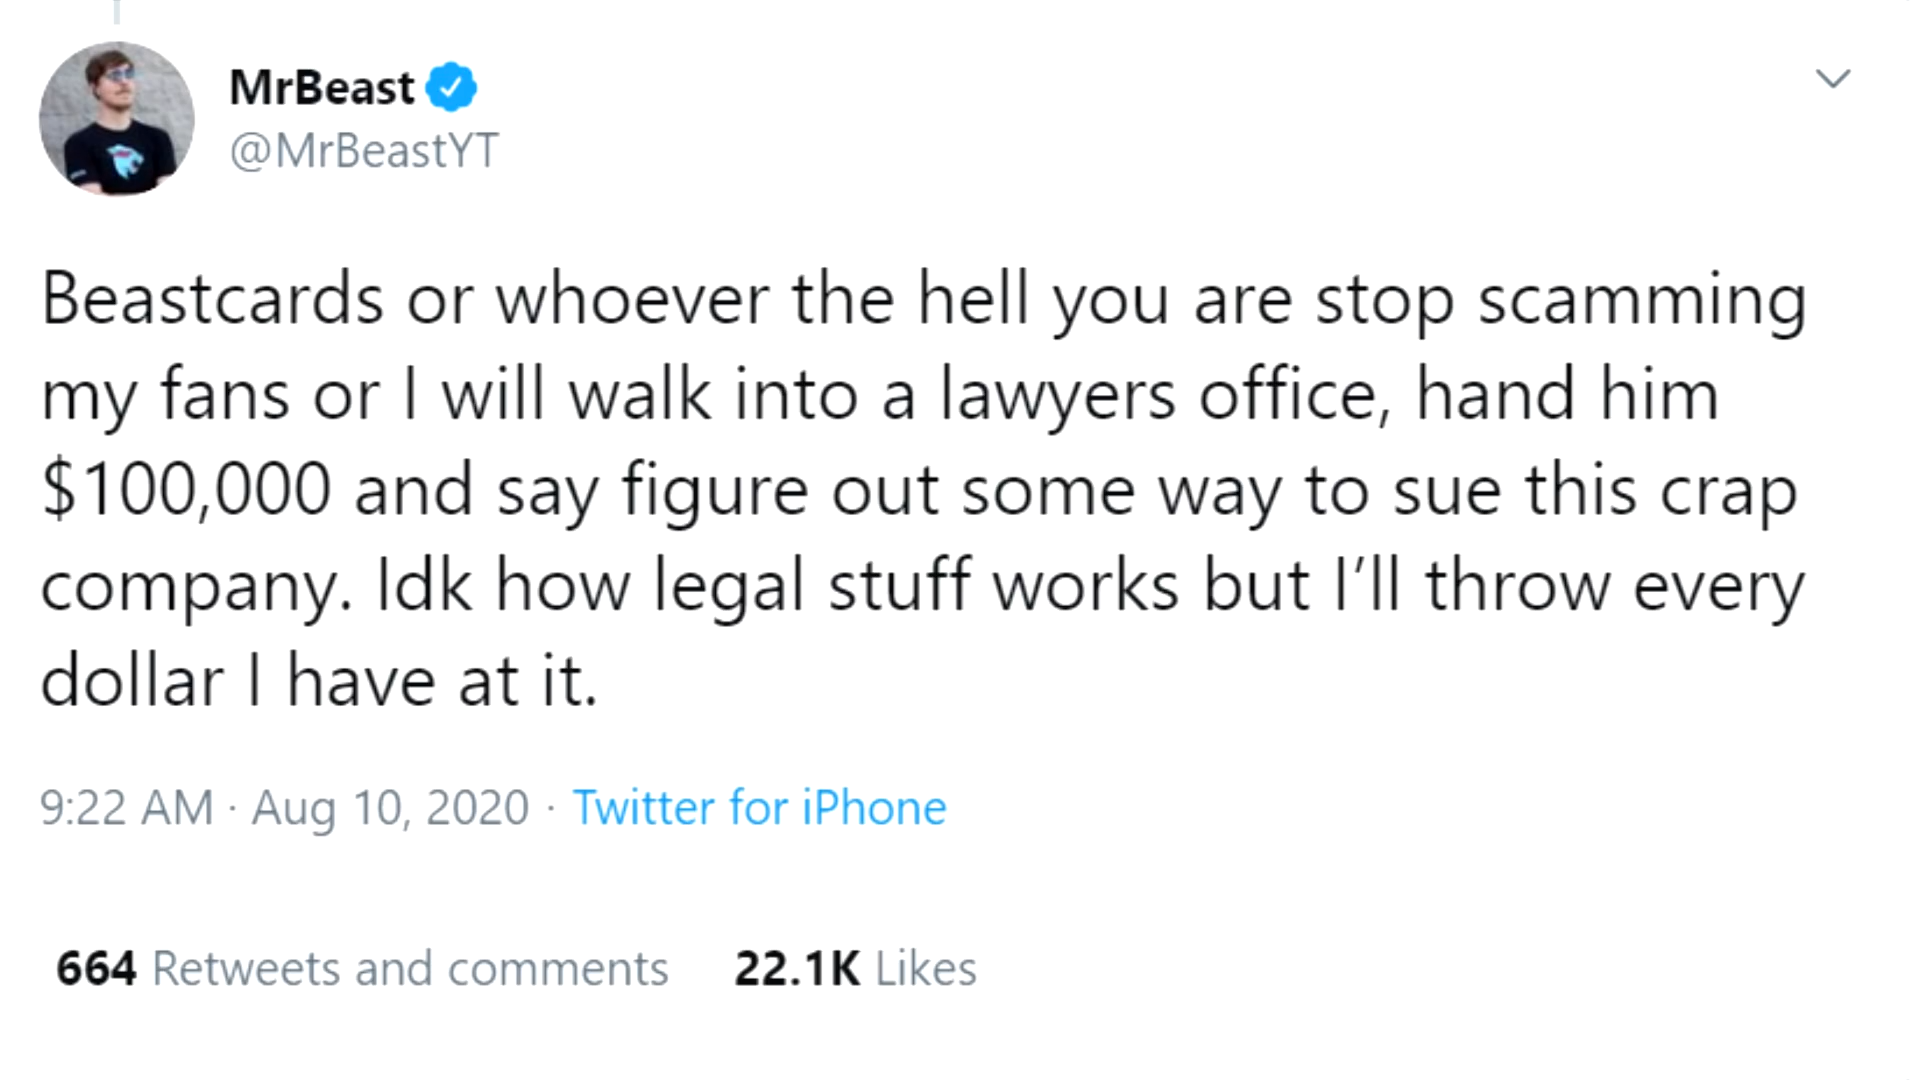 MrBeast
@MrBeastYT
Beastcards or whoever the hell you are stop scamming
my fans or I will walk into a lawyers office, hand him
$100,000 and say figure out some way to sue this crap
company. Idk how legal stuff works but I’ll throw every
dollar I have at it.
9:22 AM · Aug 10, 2020 · Twitter for iPhone
664 Retweets and comments 22.1K Likes